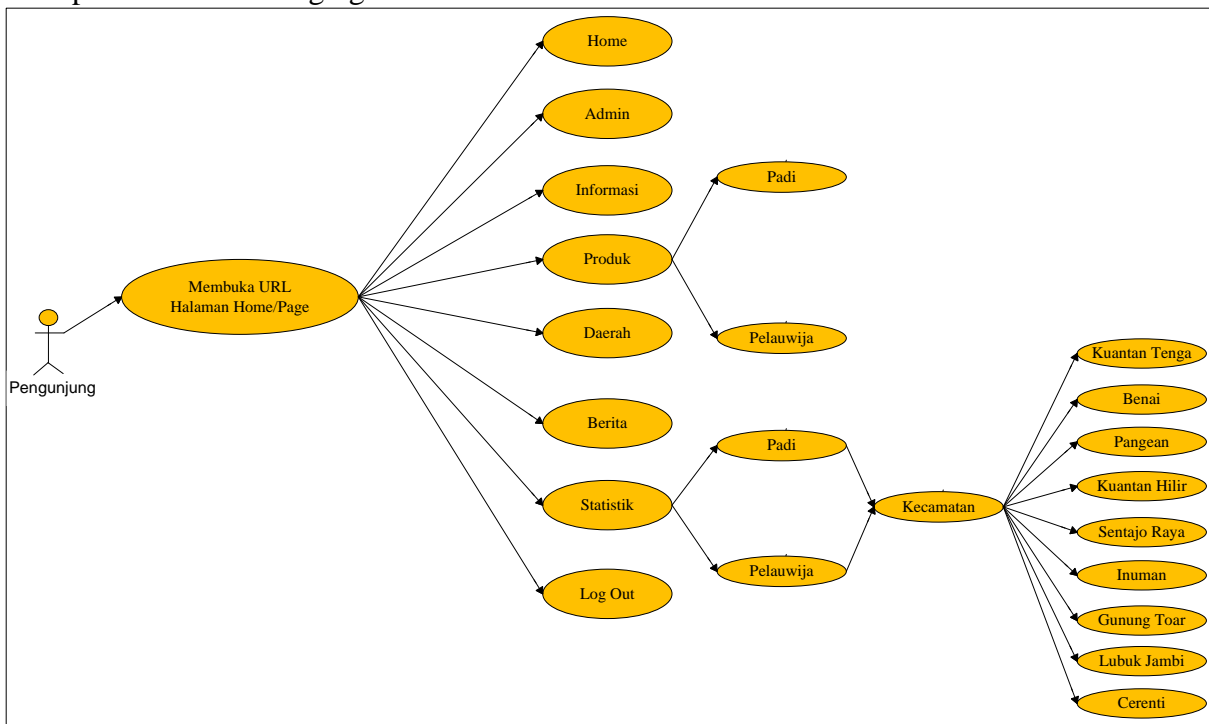 Home
Admin
Informasi
Produk
Daerah
Berita
Statistik
Log Out
Membuka URL
Halaman Home/Page
Pengunjung
Padi
Pelauwija
Padi
Pelauwija
Kecamatan
Kuantan Tenga
Benai
Pangean
Kuantan Hilir
Sentajo Raya
Inuman
Gunung Toar
Lubuk Jambi
Cerenti